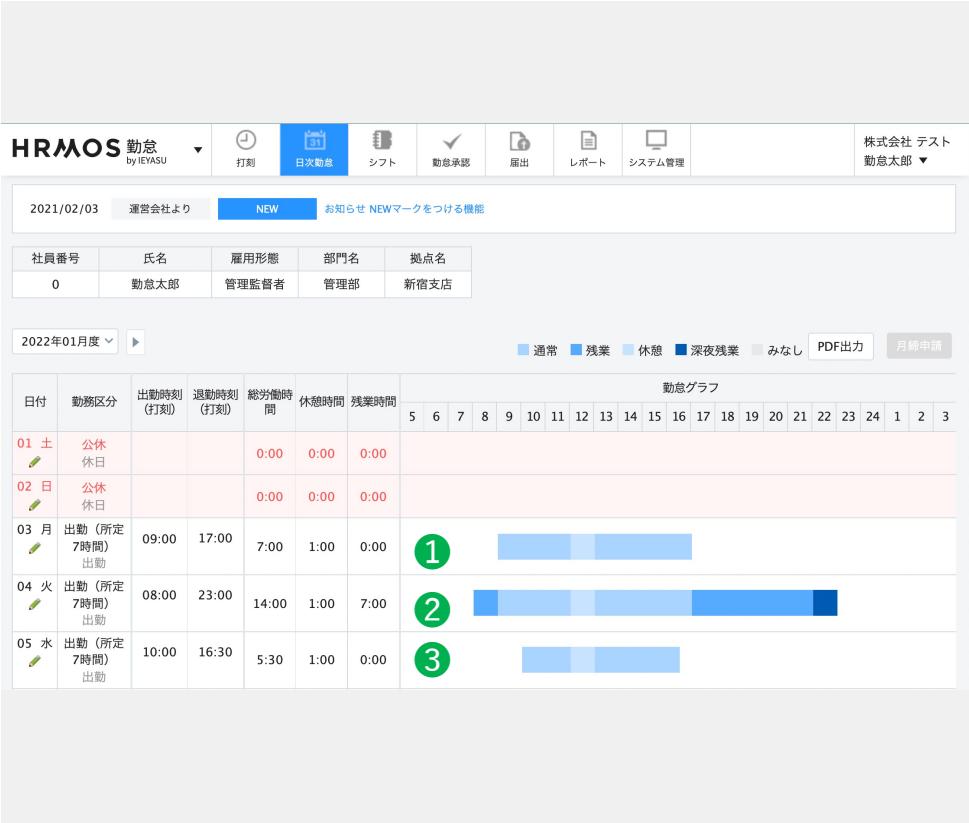 HRMOS 勤怠
by IEYASU
▼
打刻
31
日次勤怠
シフト
勤怠承認
届出
レポート
システム管理
株式会社 テスト
勤怠太郎 ▼
2021/02/03 運営会社より NEW お知らせ NEWマークをつける機能
社員番号 氏名 雇用形態 部門名 拠点名
0 勤怠太郎 管理監督者 管理部 新宿支店
2022年01月度
通常 残業 休憩 深夜残業 みなし PDF出力 月締申請
日付 勤務区分 出勤時刻(打刻) 退勤時刻(打刻) 総労働時間 休憩時間 残業時間 勤怠グラフ
5 6 7 8 9 10 11 12 13 14 15 16 17 18 19 20 21 22 23 24 1 2 3
01 土 公休 0:00 0:00 0:00
休日
02 日 公休 0:00 0:00 0:00
休日
03 月 出勤（所定7時間） 09:00 17:00 7:00 1:00 0:00 1
出勤
04 火 出勤（所定7時間） 08:00 23:00 14:00 1:00 7:00 2
出勤
05 水 出勤（所定7時間） 10:00 16:30 5:30 1:00 0:00 3
出勤